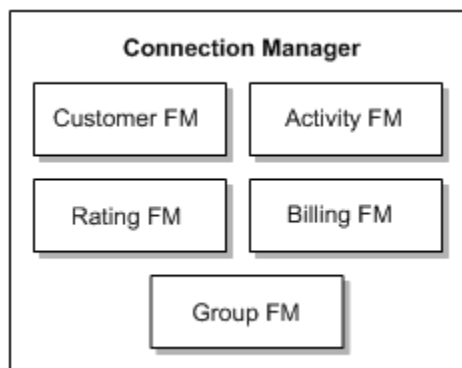 Connection Manager
Customer FM
Activity FM
Rating FM
Billing FM
Group FM